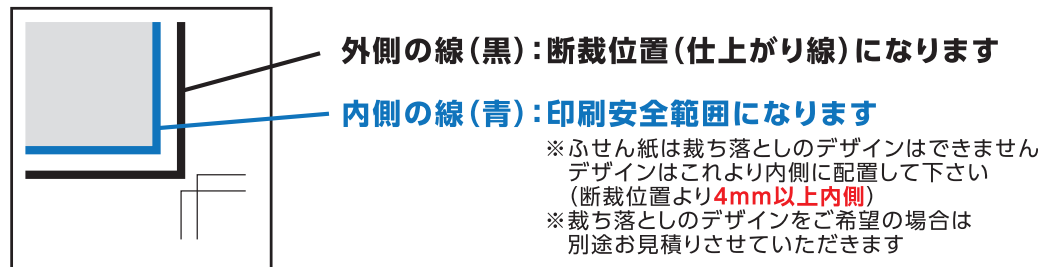 外側の線（黒）：断裁位置（仕上がり線）になります
内側の線（青）：印刷安全範囲になります
※ふせん紙は裁ち落としのデザインはできません
デザインはこれより内側に配置して下さい
（断裁位置より4mm以上内側）
※裁ち落としのデザインをご希望の場合は
別途お見積りさせていただきます